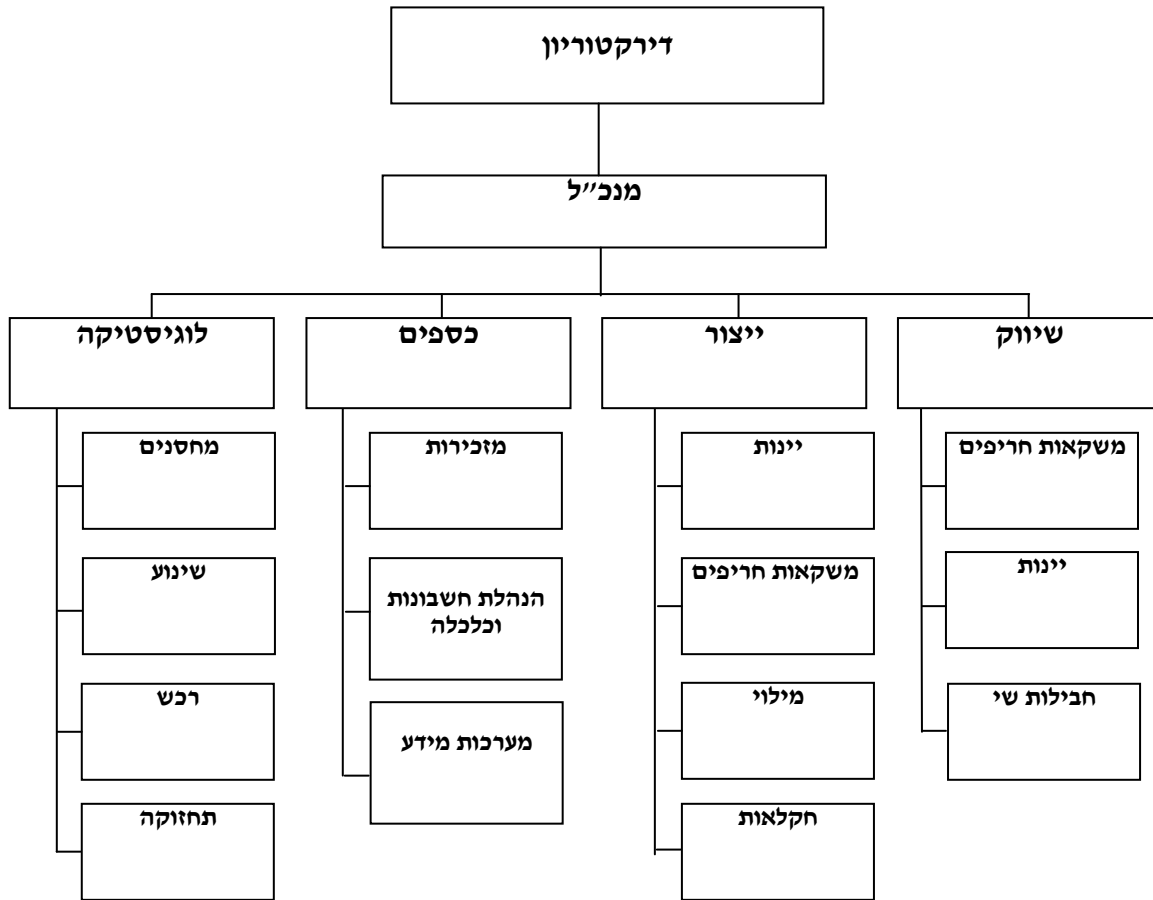 דירקטוריון
מנכ״ל
שיווק
ייצור
כספים
לוגיסטיקה
משקאות חריפים
יינות
חבילות שי
יינות
משקאות חריפים
מילוי
חקלאות
מזכירות
הנהלת חשבונות
וכלכלה
מערכות מידע
מחסנים
שינוע
רכש
תחזוקה